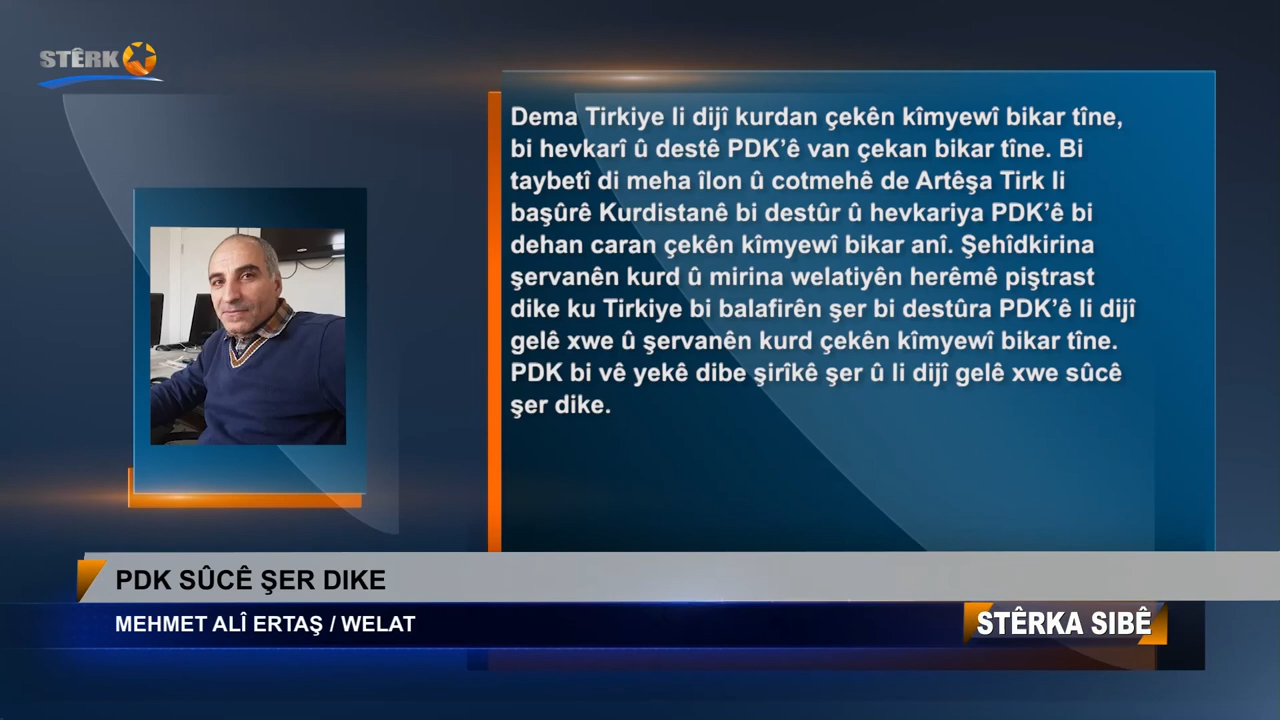 STÊRK
Dema Tirkiye li dijî kurdan çekên kîmyewî bikar tîne,
bi hevkarî û destê PDK’ê van çekan bikar tîne. Bi
taybetî di meha îlon û cotmehê de Artêşa Tirk li
başûrê Kurdistanê bi destûr û hevkariya PDK’ê bi
dehan caran çekên kîmyewî bikar anî. Şehîdkirina
şervanên kurd û mirina welatiyên herêmê piştrast
dike ku Tirkiye bi balafirên şer bi destûra PDK’ê li dijî
gelê xwe û şervanên kurd çekên kîmyewî bikar tîne.
PDK bi vê yekê dibe şirîkê şer û li dijî gelê xwe sûcê
şer dike.
PDK SÛCÊ ŞER DIKE
MEHMET ALÎ ERTAŞ / WELAT
STÊRKA SIBÊ